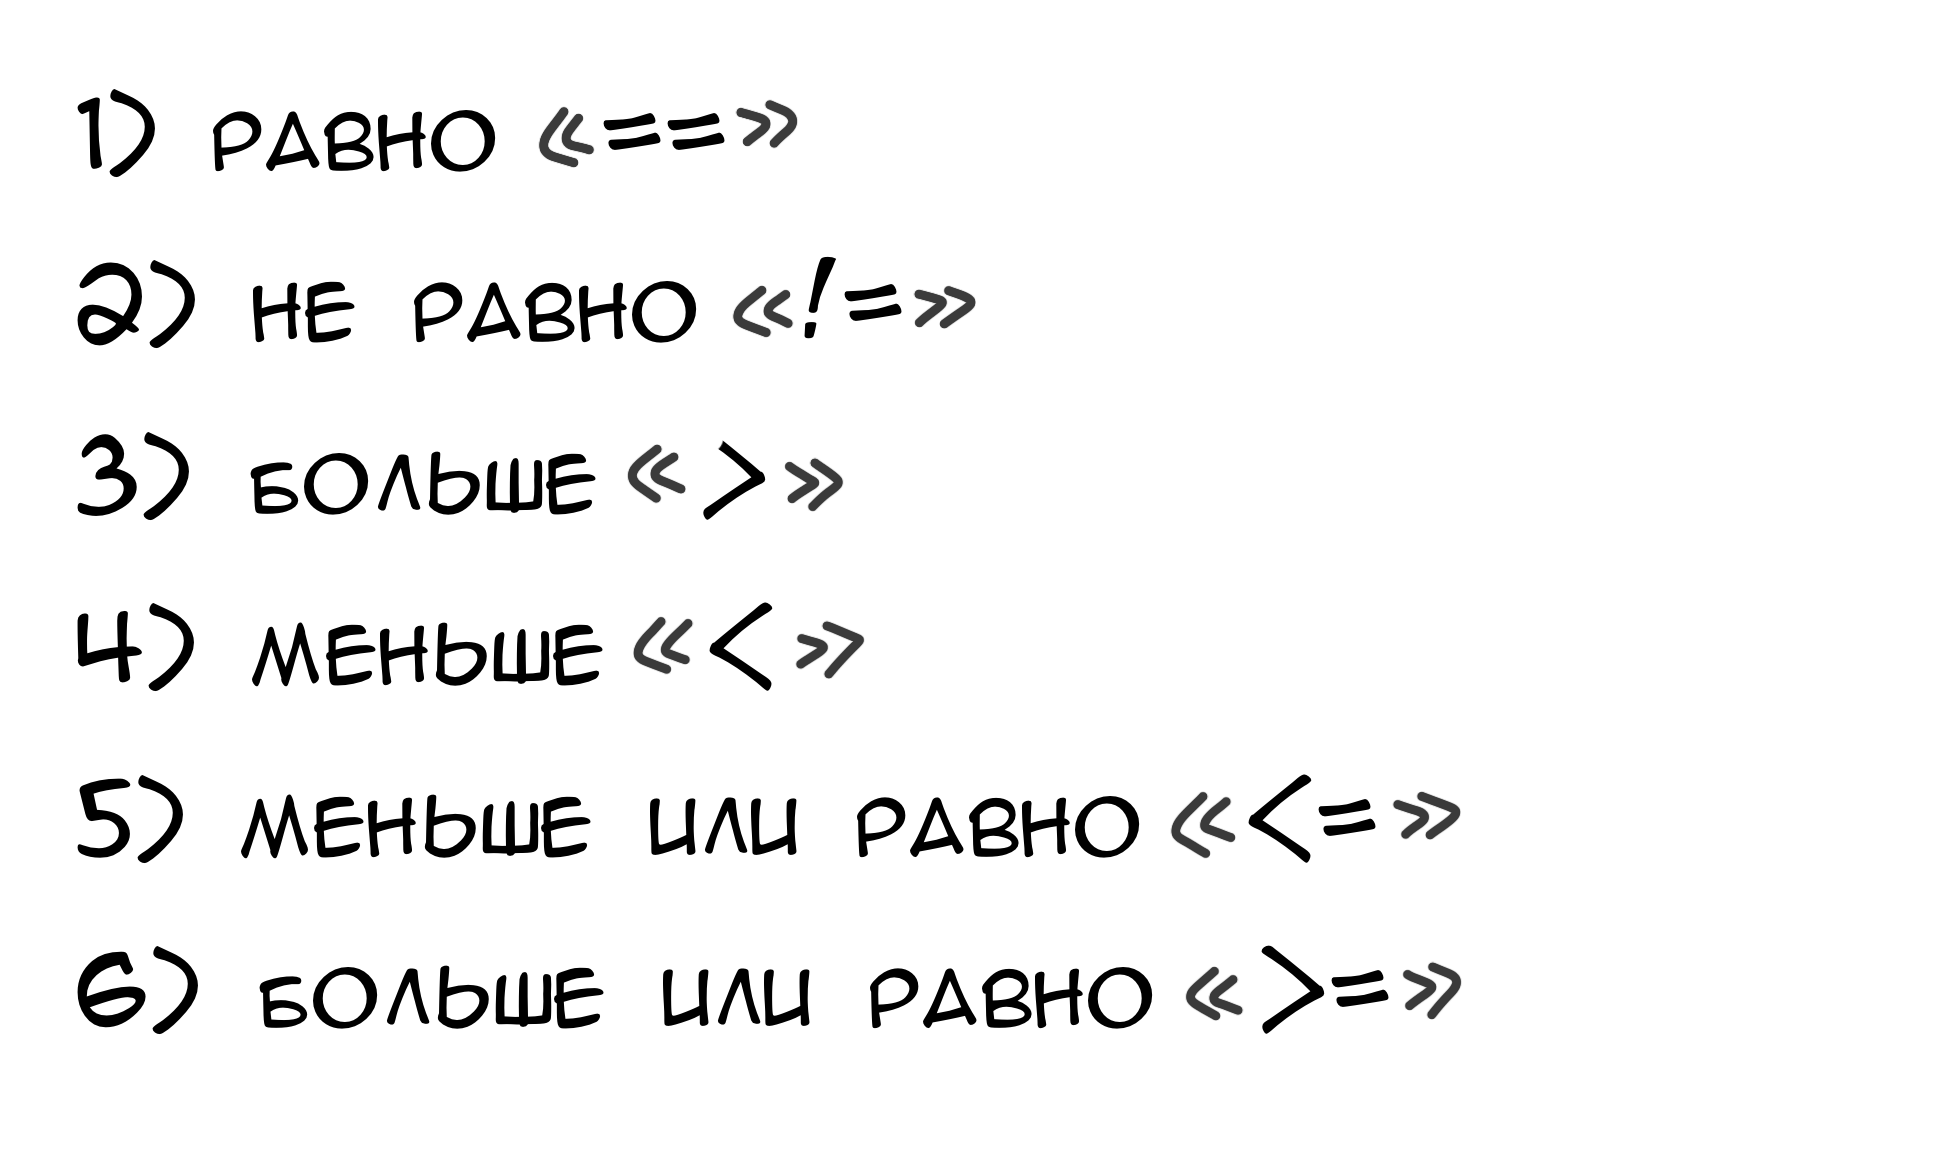 1) РАВНО «==»
2) НЕ РАВНО «!=»
3) БОЛЬШЕ «>»
4) МЕНЬШЕ «<»
5) МЕНЬШЕ ИЛИ РАВНО «<=»
6) БОЛЬШЕ ИЛИ РАВНО «>=»